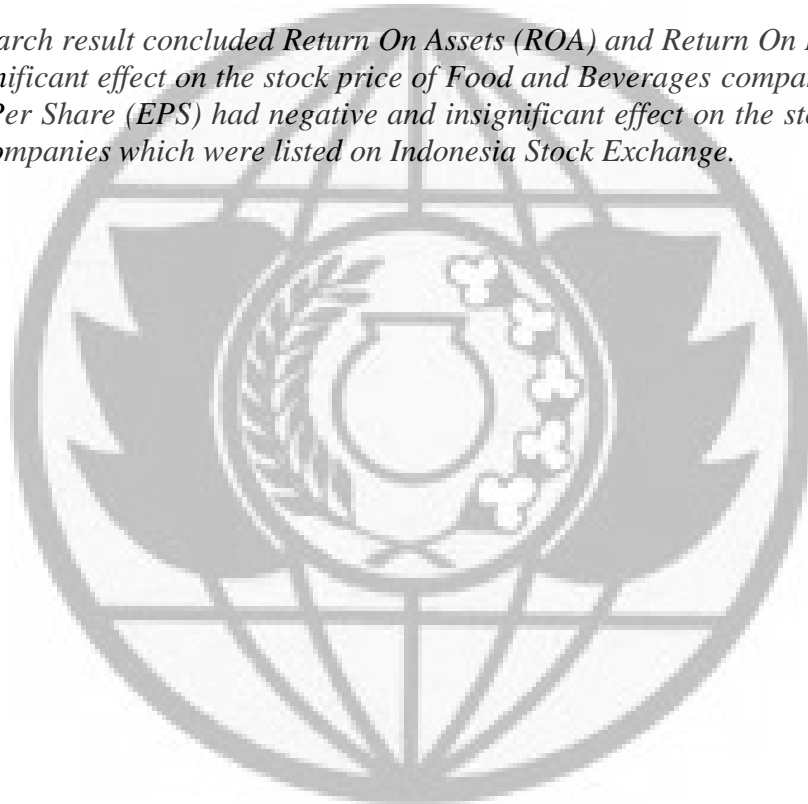 arch result concluded Return On Assets (ROA) and Return On
nificant effect on the stock price of Food and Beverages compa
Per Share (EPS) had negative and insignificant effect on the sto
ompanies which were listed on Indonesia Stock Exchange.